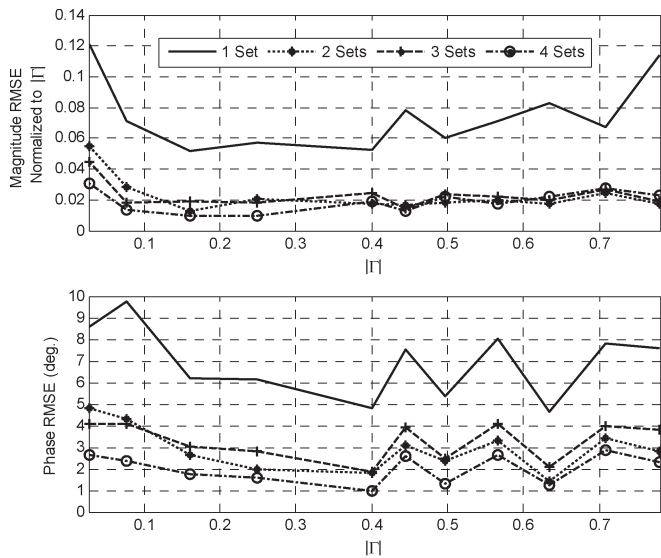 0.14
0.12
0.1
0.08
0.06
0.04
0.02
0
Magnitude RMSE
Normalized to |Γ|
1 Set 2 Sets 3 Sets 4 Sets
0.1 0.2 0.3 0.4 0.5 0.6 0.7
|Γ|
10
9
8
7
6
5
4
3
2
1
0
Phase RMSE (deg.)
0.1 0.2 0.3 0.4 0.5 0.6 0.7
|Γ|